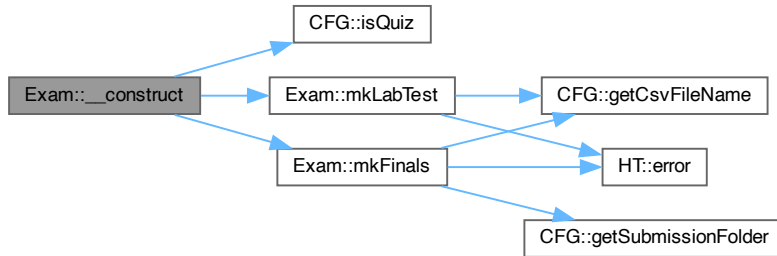 CFG::isQuiz
Exam::__construct
Exam::mkLabTest
CFG::getCsvFileName
Exam::mkFinals
HT::error
CFG::getSubmissionFolder